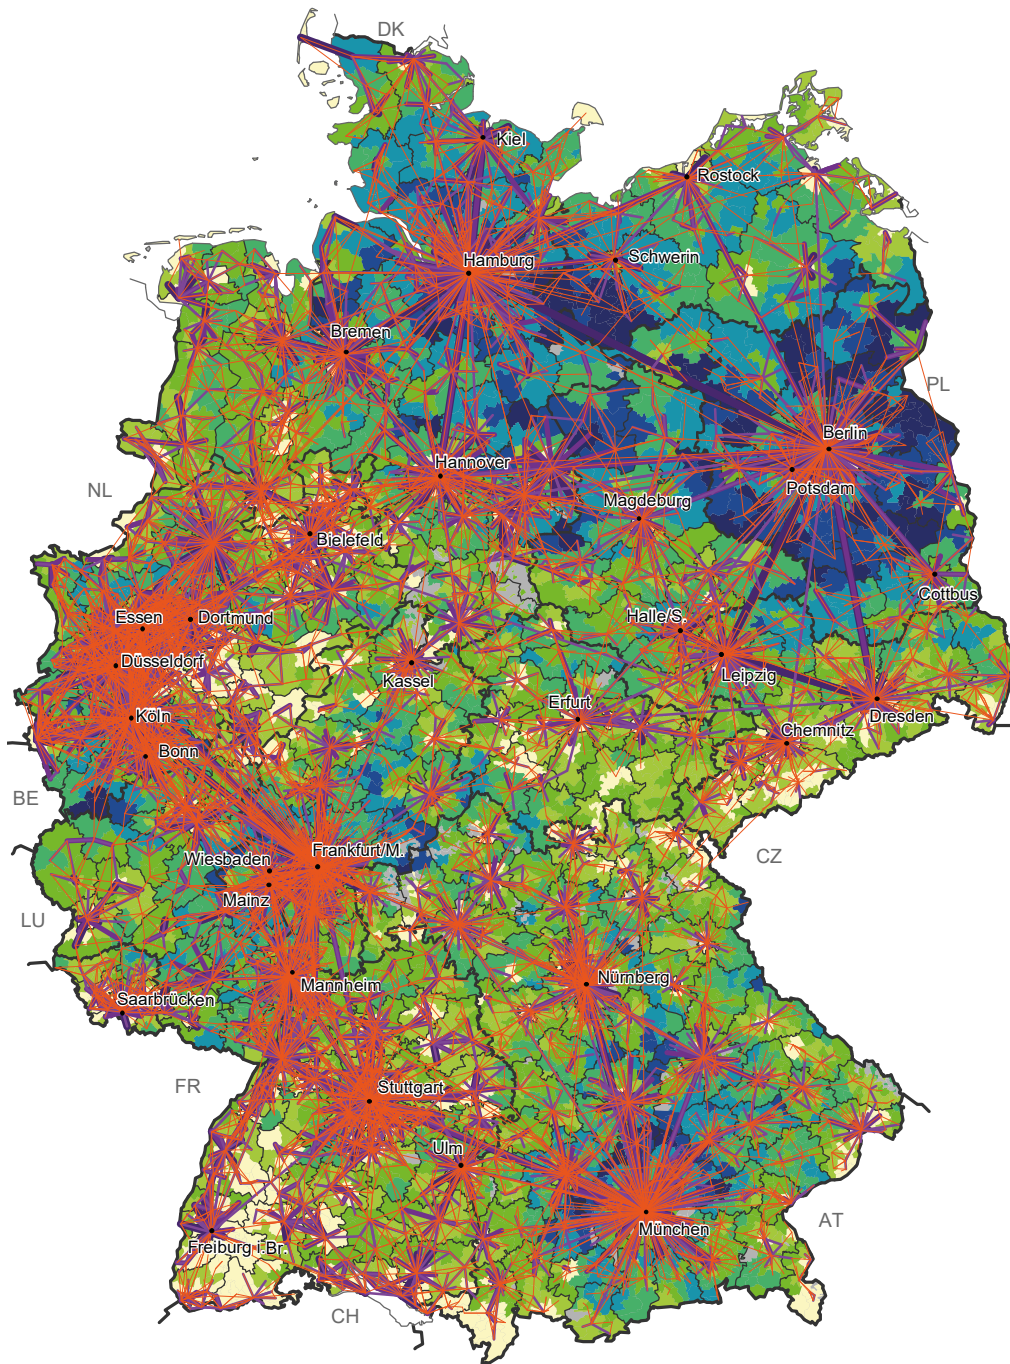 DK
Kiel
Rostock
Hamburg
Schwerin
Bremen
PL
Berlin
Hannover
NL
Potsdam
Magdeburg
Bielefeld
Cottbus
Essen
Dortmund
Halle/S.
Düsseldorf
Kassel
Leipzig
Erfurt
Köln
Dresden
Chemnitz
Bonn
BE
Frankfurt/M.
CZ
Wiesbaden
Mainz
LU
Nürnberg
Mannheim
Saarbrücken
FR
Stuttgart
Ulm
AT
München
Freiburg i.Br.
CH